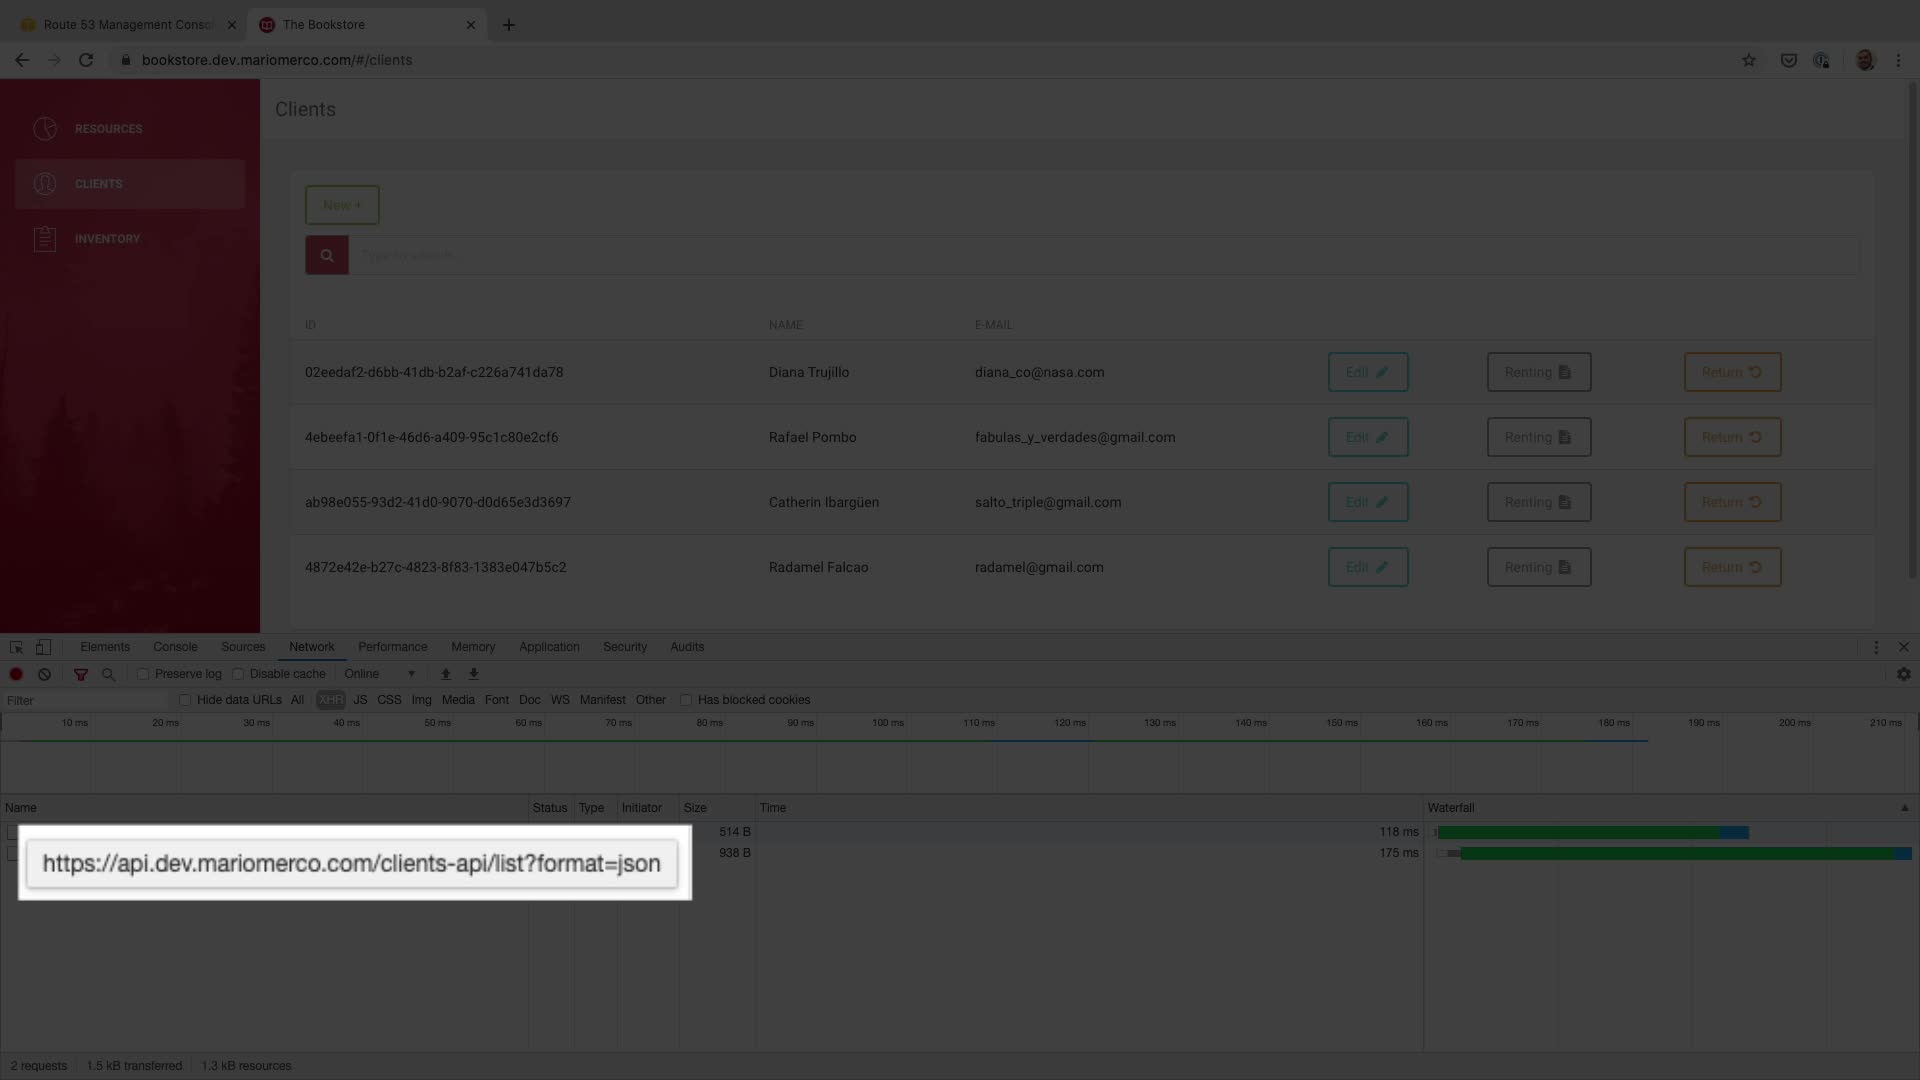 Route 53 Management Consol
The Bookstore
bookstore.dev.mariomerco.com/#/clients
RESOURCES
CLIENTS
INVENTORY
Clients
New +
Type to search...
ID NAME E-MAIL
02eedaf2-d6bb-41db-b2af-c226a741da78 Diana Trujillo diana_co@nasa.com Edit Renting Return
4ebeefa1-0f1e-46d6-a409-95c1c80e2cf6 Rafael Pombo fabulas_y_verdades@gmail.com Edit Renting Return
ab98e055-93d2-41d0-9070-d0d65e3d3697 Catherin Ibargüen salto_triple@gmail.com Edit Renting Return
4872e42e-b27c-4823-8f83-1383e047b5c2 Radamel Falcao radamel@gmail.com Edit Renting Return
Elements Console Sources Network Performance Memory Application Security Audits
Preserve log Disable cache Online
Filter Hide data URLs All XHR JS CSS Img Media Font Doc WS Manifest Other Has blocked cookies
10 ms 20 ms 30 ms 40 ms 50 ms 60 ms 70 ms 80 ms 90 ms 100 ms 110 ms 120 ms 130 ms 140 ms 150 ms 160 ms 170 ms 180 ms 190 ms 200 ms 210 ms
Name Status Type Initiator Size Time Waterfall
514 B 118 ms
938 B 175 ms
https://api.dev.mariomerco.com/clients-api/list?format=json
2 requests 1.5 kB transferred 1.3 kB resources